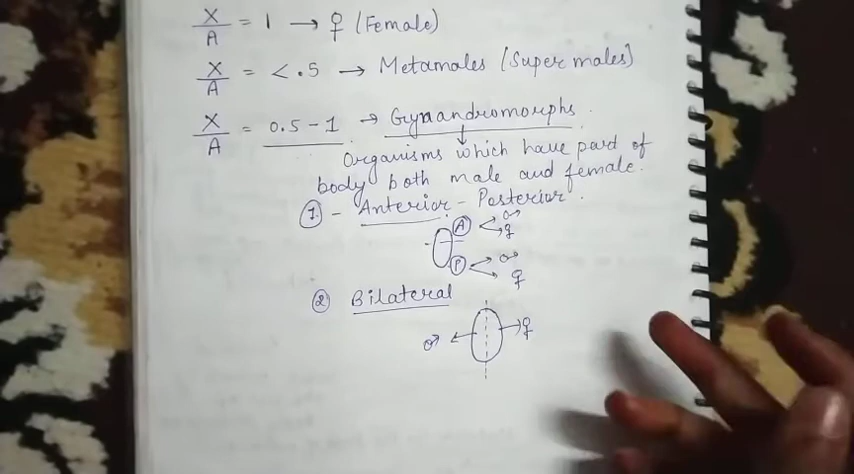 X/A = 1 → ♀ (Female)
X/A = < .5 → Metamales (Super males)
X/A = 0.5 - 1 → Gynandromorphs.
Organisms which have part of
body both male and female.
① - Anterior - Posterior.
A ♂ ♀
P ♂ ♀
② Bilateral
♂ ← → ♀